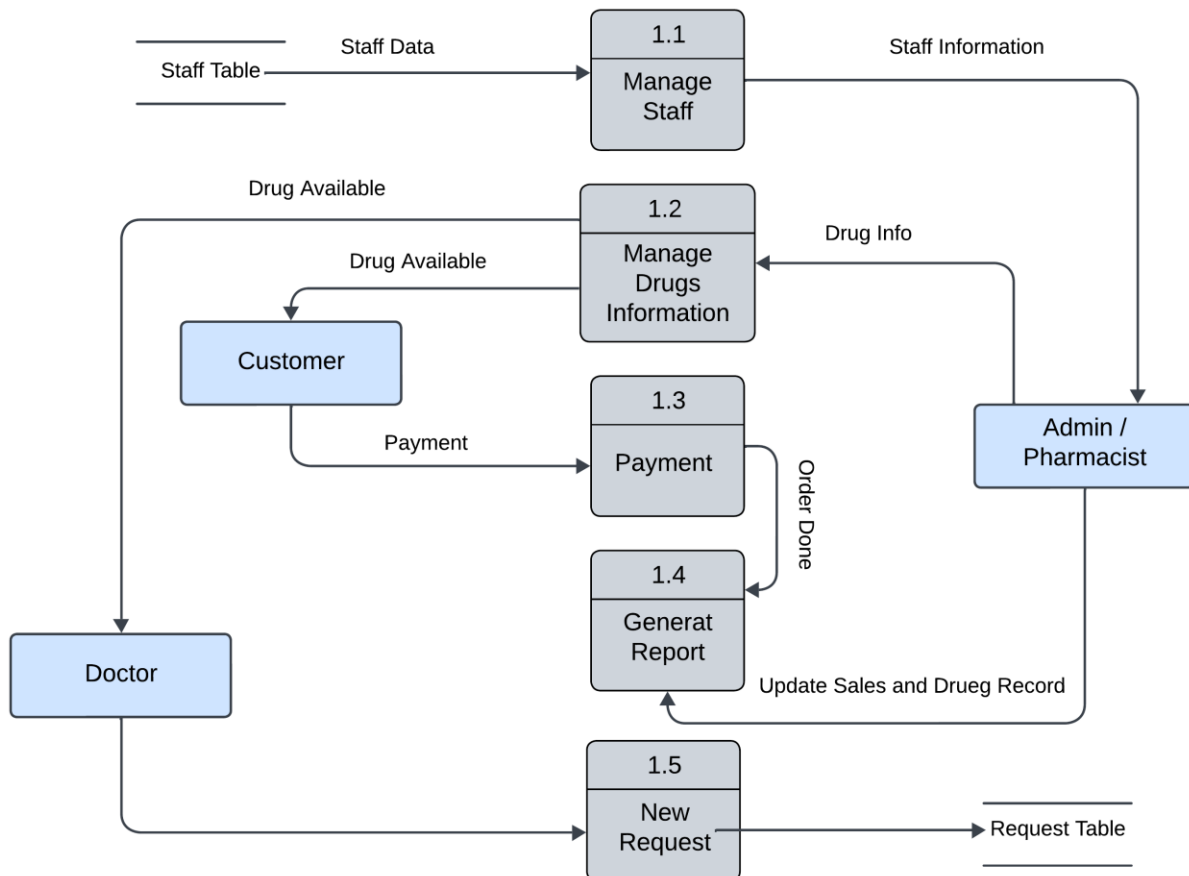 Staff Data
1.1
Staff Information
Staff Table
Manage
Staff
Drug Available
1.2
Drug Info
Manage
Drugs
Information
Drug Available
Customer
1.3
Payment
Payment
Admin /
Pharmacist
Order Done
1.4
Generat
Report
Doctor
Update Sales and Drueg Record
1.5
New
Request
Request Table